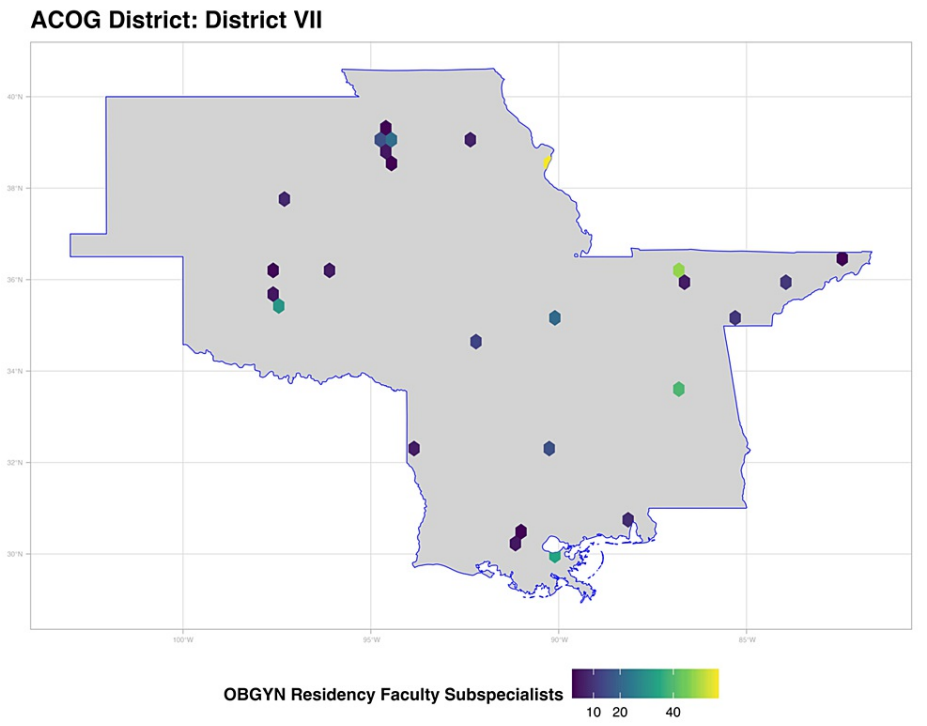 ACOG District: District VII
40°N
38°N
36°N
34°N
32°N
30°N
100°W
95°W
90°W
85°W
OBGYN Residency Faculty Subspecialists
10 20 40